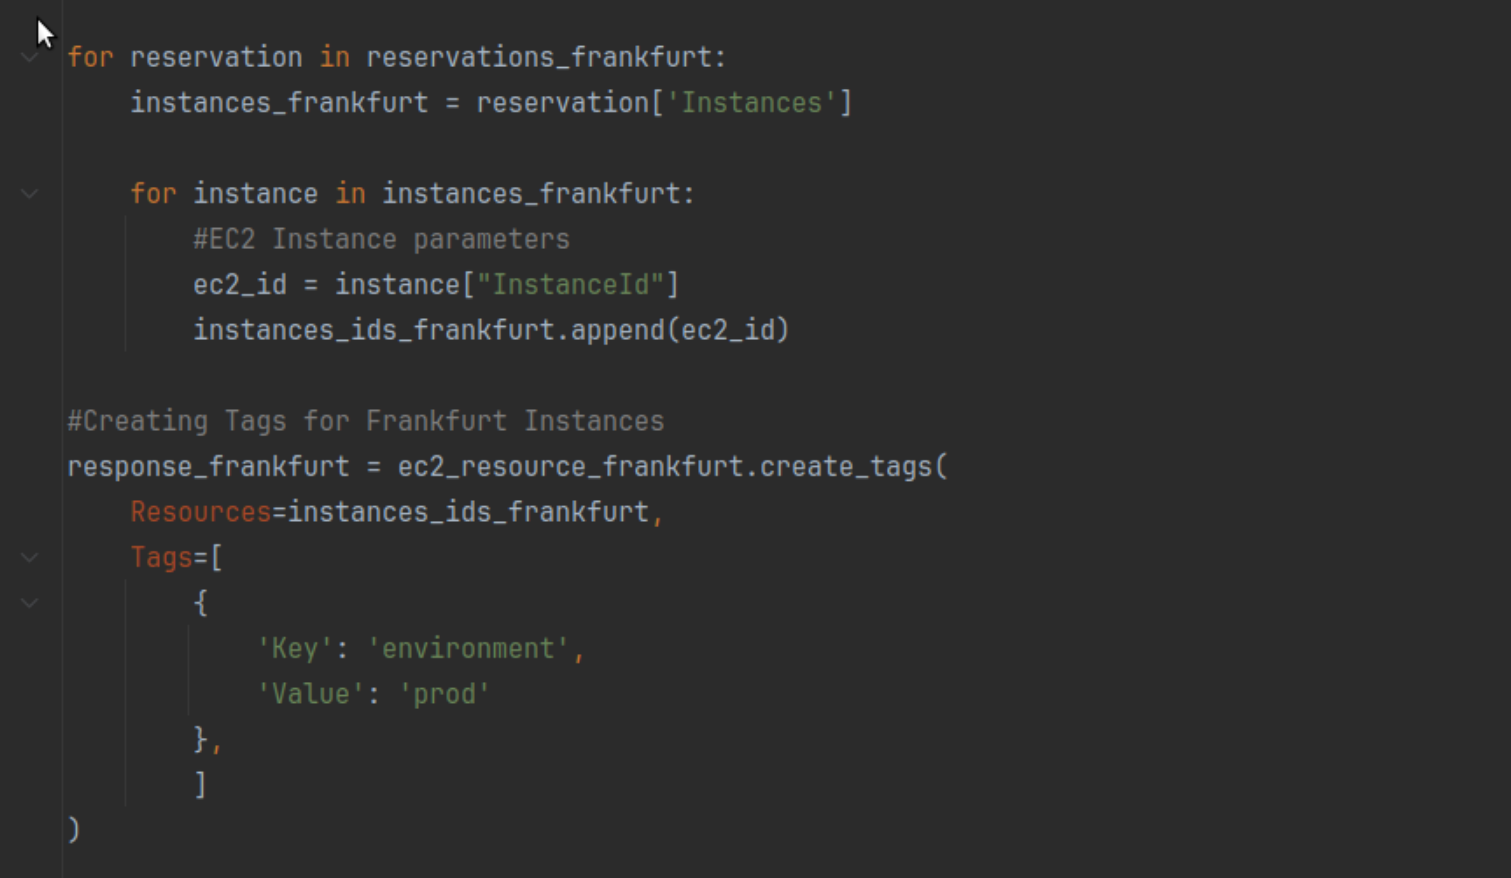 for reservation in reservations_frankfurt:
    instances_frankfurt = reservation['Instances']
    for instance in instances_frankfurt:
        #EC2 Instance parameters
        ec2_id = instance["InstanceId"]
        instances_ids_frankfurt.append(ec2_id)
#Creating Tags for Frankfurt Instances
response_frankfurt = ec2_resource_frankfurt.create_tags(
    Resources=instances_ids_frankfurt,
    Tags=[
        {
            'Key': 'environment',
            'Value': 'prod'
        },
        ]
)